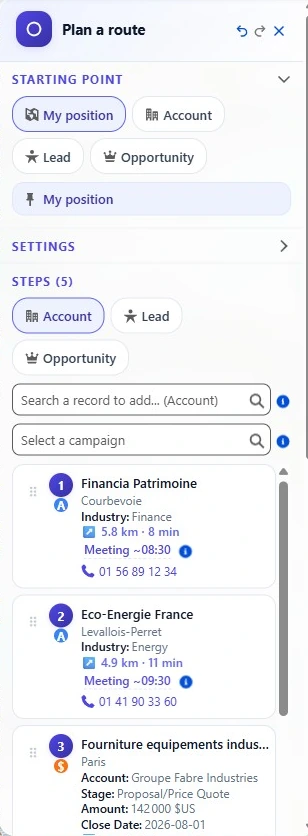 Plan a route
STARTING POINT
My position
Account
Lead
Opportunity
My position
SETTINGS
STEPS (5)
Account
Lead
Opportunity
Search a record to add... (Account)
Select a campaign
1
Financia Patrimoine
A
Courbevoie
Industry: Finance
5.8 km · 8 min
Meeting ~08:30
01 56 89 12 34
2
Eco-Energie France
A
Levallois-Perret
Industry: Energy
4.9 km · 11 min
Meeting ~09:30
01 41 90 33 60
3
Fourniture equipements indus...
$
Paris
Account: Groupe Fabre Industries
Stage: Proposal/Price Quote
Amount: 142 000 $US
Close Date: 2026-08-01